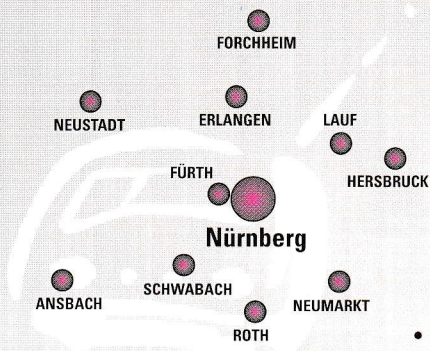 FORCHHEIM
NEUSTADT
ERLANGEN
LAUF
HERSBRUCK
FÜRTH
Nürnberg
ANSBACH
SCHWABACH
NEUMARKT
ROTH